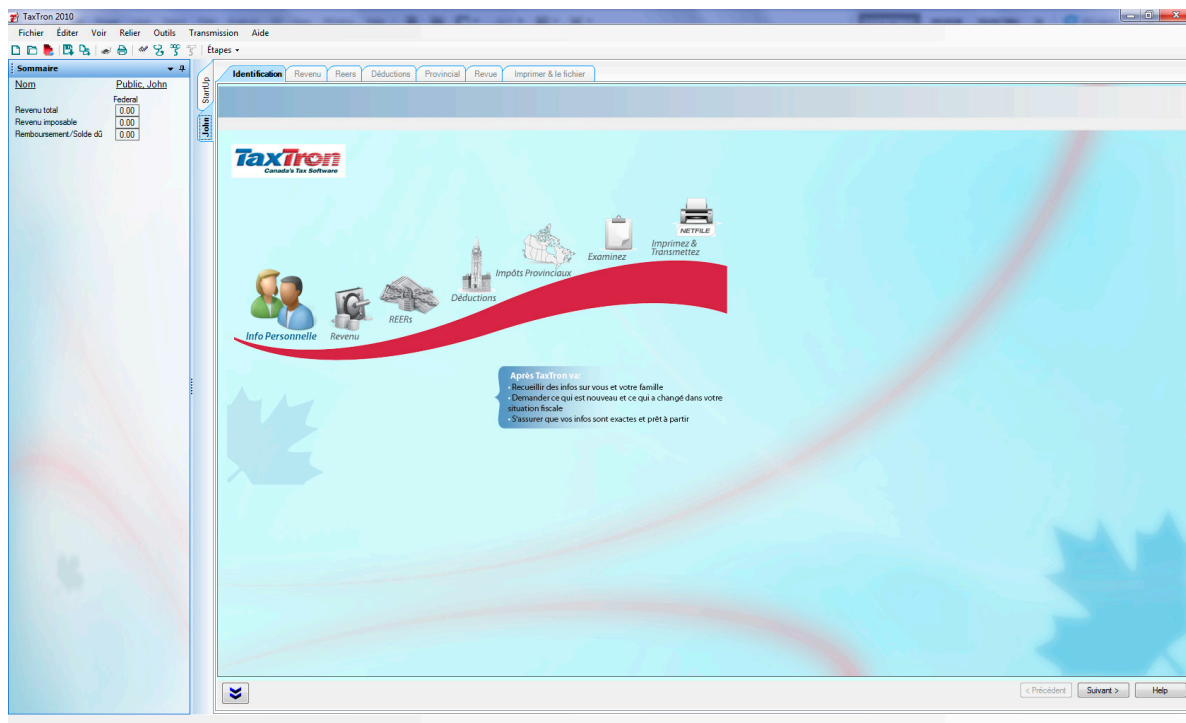 TaxTron 2010
Fichier Éditer Voir Relier Outils Transmission Aide
Étapes
Sommaire
Nom Public, John
Federal
Revenu total 0.00
Revenu imposable 0.00
Remboursement/Solde dû 0.00
StartUp
John
Identification Revenu Reers Déductions Provincial Revue Imprimer & le fichier
TaxTron
Canada's Tax Software
NETFILE
Imprimez &
Transmettez
Examinez
Impôts Provinciaux
Déductions
REERs
Info Personnelle Revenu
Après TaxTron va:
- Recueillir des infos sur vous et votre famille
- Demander ce qui est nouveau et ce qui a changé dans votre
situation fiscale
- S'assurer que vos infos sont exactes et prêt à partir
< Précédent Suivant > Help